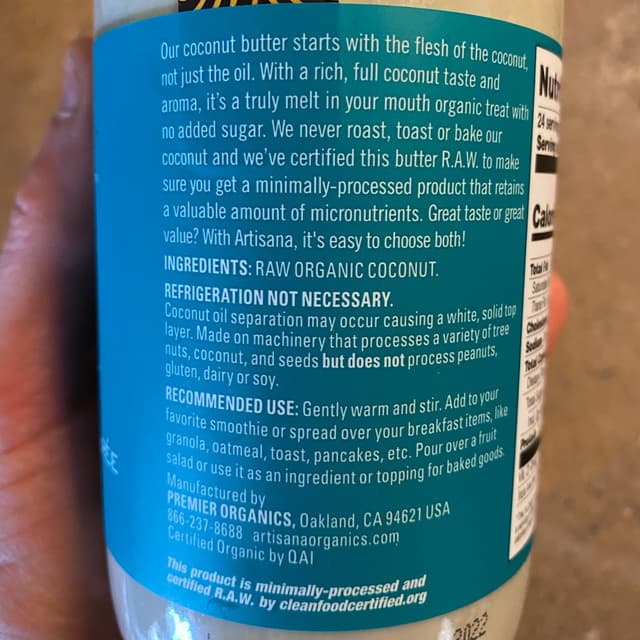 Our coconut butter starts with the flesh of the coconut,
not just the oil. With a rich, full coconut taste and
aroma, it's a truly melt in your mouth organic treat with
no added sugar. We never roast, toast or bake our
coconut and we've certified this butter R.A.W. to make
sure you get a minimally-processed product that retains
a valuable amount of micronutrients. Great taste or great
value? With Artisana, it's easy to choose both!
INGREDIENTS: RAW ORGANIC COCONUT.
REFRIGERATION NOT NECESSARY.
Coconut oil separation may occur causing a white, solid top
layer. Made on machinery that processes a variety of tree
nuts, coconut, and seeds but does not process peanuts,
gluten, dairy or soy.
RECOMMENDED USE: Gently warm and stir. Add to your
favorite smoothie or spread over your breakfast items, like
granola, oatmeal, toast, pancakes, etc. Pour over a fruit
salad or use it as an ingredient or topping for baked goods.
Manufactured by
PREMIER ORGANICS, Oakland, CA 94621 USA
866-237-8688 artisanaorganics.com
Certified Organic by QAI
This product is minimally-processed and
certified R.A.W. by cleanfoodcertified.org
2022
24
Total